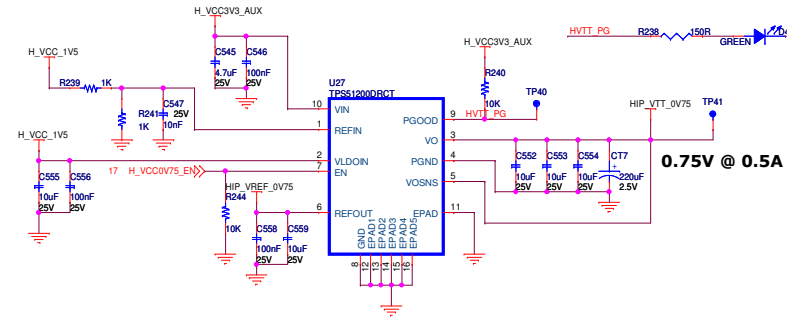 H_VCC3V3_AUX
HVTT_PG
R238
150R
GREEN
H_VCC_1V5
C545
4.7uF
25V
C546
100nF
25V
H_VCC3V3_AUX
R240
10K
TP40
HIP_VTT_0V75
TP41
U27
TPS51200DRCT
R239
1K
R241
1K
C547
25V
10nF
10
VIN
1
REFIN
2
VLDOIN
7
EN
6
REFOUT
PGOOD
9
HVTT_PG
VO
3
PGND
4
VOSNS
5
EPAD
11
GND
EPAD1
EPAD2
EPAD3
EPAD4
EPAD5
8
12
13
14
15
16
H_VCC_1V5
C555
10uF
25V
C556
100nF
25V
17
H_VCC0V75_EN
R244
10K
HIP_VREF_0V75
C558
100nF
25V
C559
10uF
25V
C552
10uF
25V
C553
10uF
25V
C554
10uF
25V
CT7
220uF
2.5V
0.75V @ 0.5A